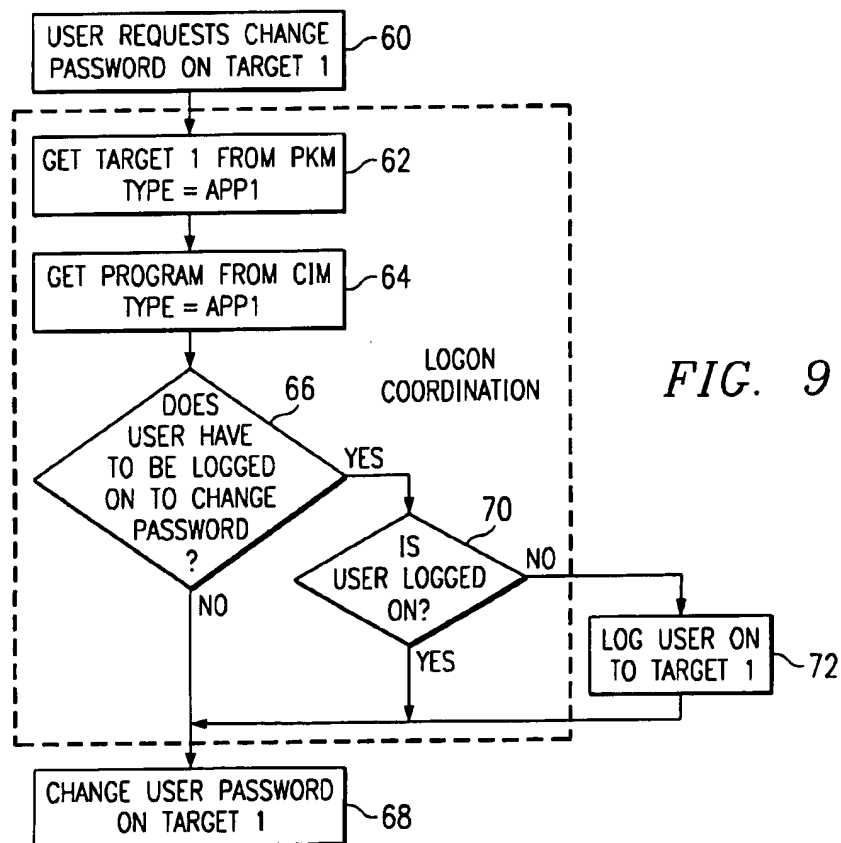 USER REQUESTS CHANGE
PASSWORD ON TARGET 1
60
GET TARGET 1 FROM PKM
TYPE = APP1
62
GET PROGRAM FROM CIM
TYPE = APP1
64
LOGON
COORDINATION
FIG. 9
66
DOES
USER HAVE
TO BE LOGGED
ON TO CHANGE
PASSWORD
?
YES
NO
70
IS
USER LOGGED
ON?
NO
YES
LOG USER ON
TO TARGET 1
72
CHANGE USER PASSWORD
ON TARGET 1
68